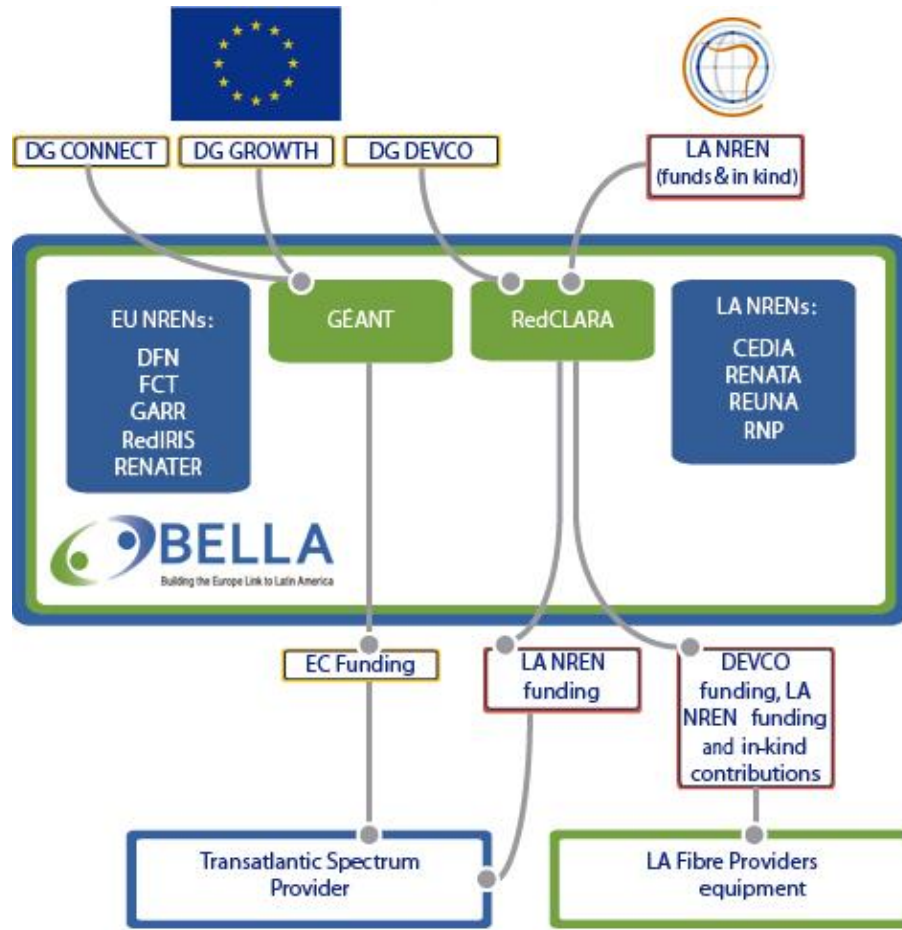 DG CONNECT
DG GROWTH
DG DEVCO
LA NREN
(funds & in kind)
EU NRENs:
DFN
FCT
GARR
RedIRIS
RENATER
GÉANT
RedCLARA
LA NRENs:
CEDIA
RENATA
REUNA
RNP
BELLA
Building the Europe Link to Latin America
EC Funding
LA NREN
funding
DEVCO
funding, LA
NREN funding
and in-kind
contributions
Transatlantic Spectrum
Provider
LA Fibre Providers
equipment